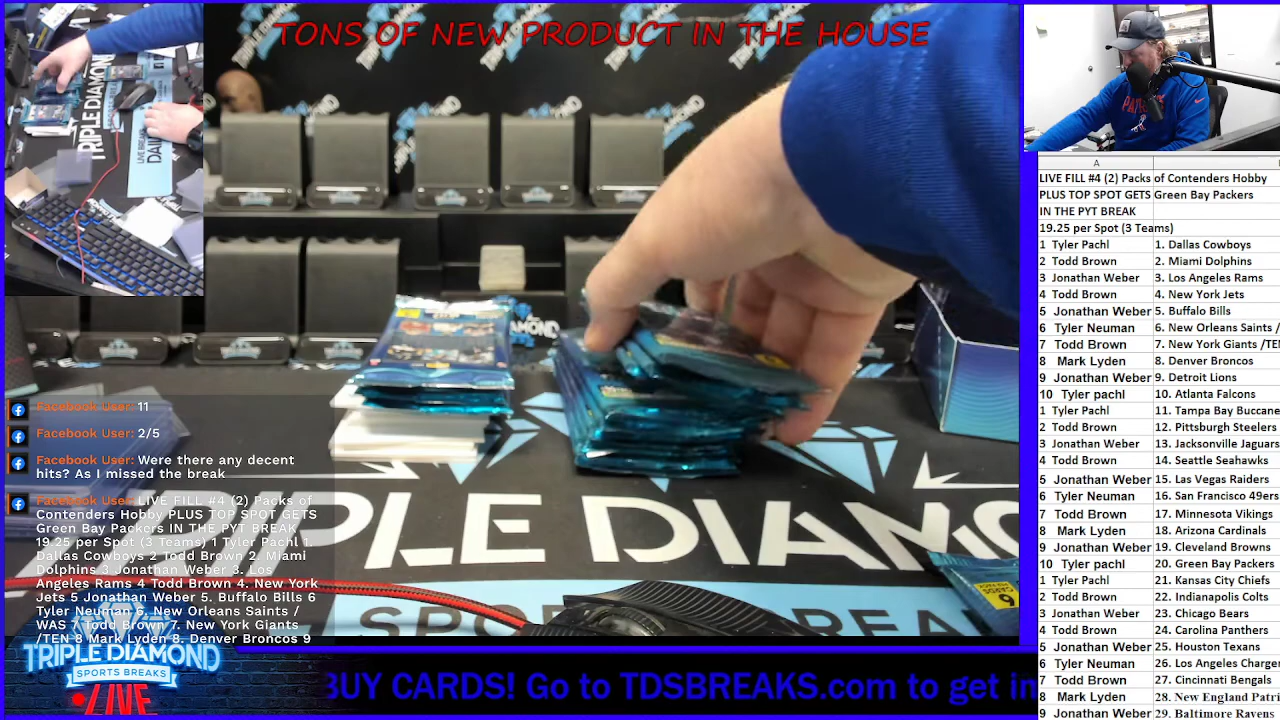 TONS OF NEW PRODUCT IN THE HOUSE
TRIPLE DIAMOND
Facebook User: 11
Facebook User: 2/5
Facebook User: Were there any decent
hits? As I missed the break
Facebook User: LIVE FILL #4 (2) Packs of
Contenders Hobby PLUS TOP SPOT GETS
Green Bay Packers IN THE PYT BREAK
19.25 per Spot (3 Teams) 1 Tyler Pachl 1.
Dallas Cowboys 2 Todd Brown 2. Miami
Dolphins 3 Jonathan Weber 3. Los
Angeles Rams 4 Todd Brown 4. New York
Jets 5 Jonathan Weber 5. Buffalo Bills 6
Tyler Neuman 6. New Orleans Saints /
WAS 7 Todd Brown 7. New York Giants
/TEN 8 Mark Lyden 8. Denver Broncos 9
PLE DIAM
TRIPLE DIAMOND
SPORTS BREAKS
LIVE
BUY CARDS! Go to TDSBREAKS.com to get in
A
LIVE FILL #4 (2) Packs of Contenders Hobby
PLUS TOP SPOT GETS Green Bay Packers
IN THE PYT BREAK
19.25 per Spot (3 Teams)
1 Tyler Pachl 1. Dallas Cowboys
2 Todd Brown 2. Miami Dolphins
3 Jonathan Weber 3. Los Angeles Rams
4 Todd Brown 4. New York Jets
5 Jonathan Weber 5. Buffalo Bills
6 Tyler Neuman 6. New Orleans Saints /
7 Todd Brown 7. New York Giants /TEN
8 Mark Lyden 8. Denver Broncos
9 Jonathan Weber 9. Detroit Lions
10 Tyler pachl 10. Atlanta Falcons
1 Tyler Pachl 11. Tampa Bay Buccane
2 Todd Brown 12. Pittsburgh Steelers
3 Jonathan Weber 13. Jacksonville Jaguars
4 Todd Brown 14. Seattle Seahawks
5 Jonathan Weber 15. Las Vegas Raiders
6 Tyler Neuman 16. San Francisco 49ers
7 Todd Brown 17. Minnesota Vikings
8 Mark Lyden 18. Arizona Cardinals
9 Jonathan Weber 19. Cleveland Browns
10 Tyler pachl 20. Green Bay Packers
1 Tyler Pachl 21. Kansas City Chiefs
2 Todd Brown 22. Indianapolis Colts
3 Jonathan Weber 23. Chicago Bears
4 Todd Brown 24. Carolina Panthers
5 Jonathan Weber 25. Houston Texans
6 Tyler Neuman 26. Los Angeles Charg
7 Todd Brown 27. Cincinnati Bengals
8 Mark Lyden 28. New England Patr
9 Jonathan Weber 29. Baltimore Ravens